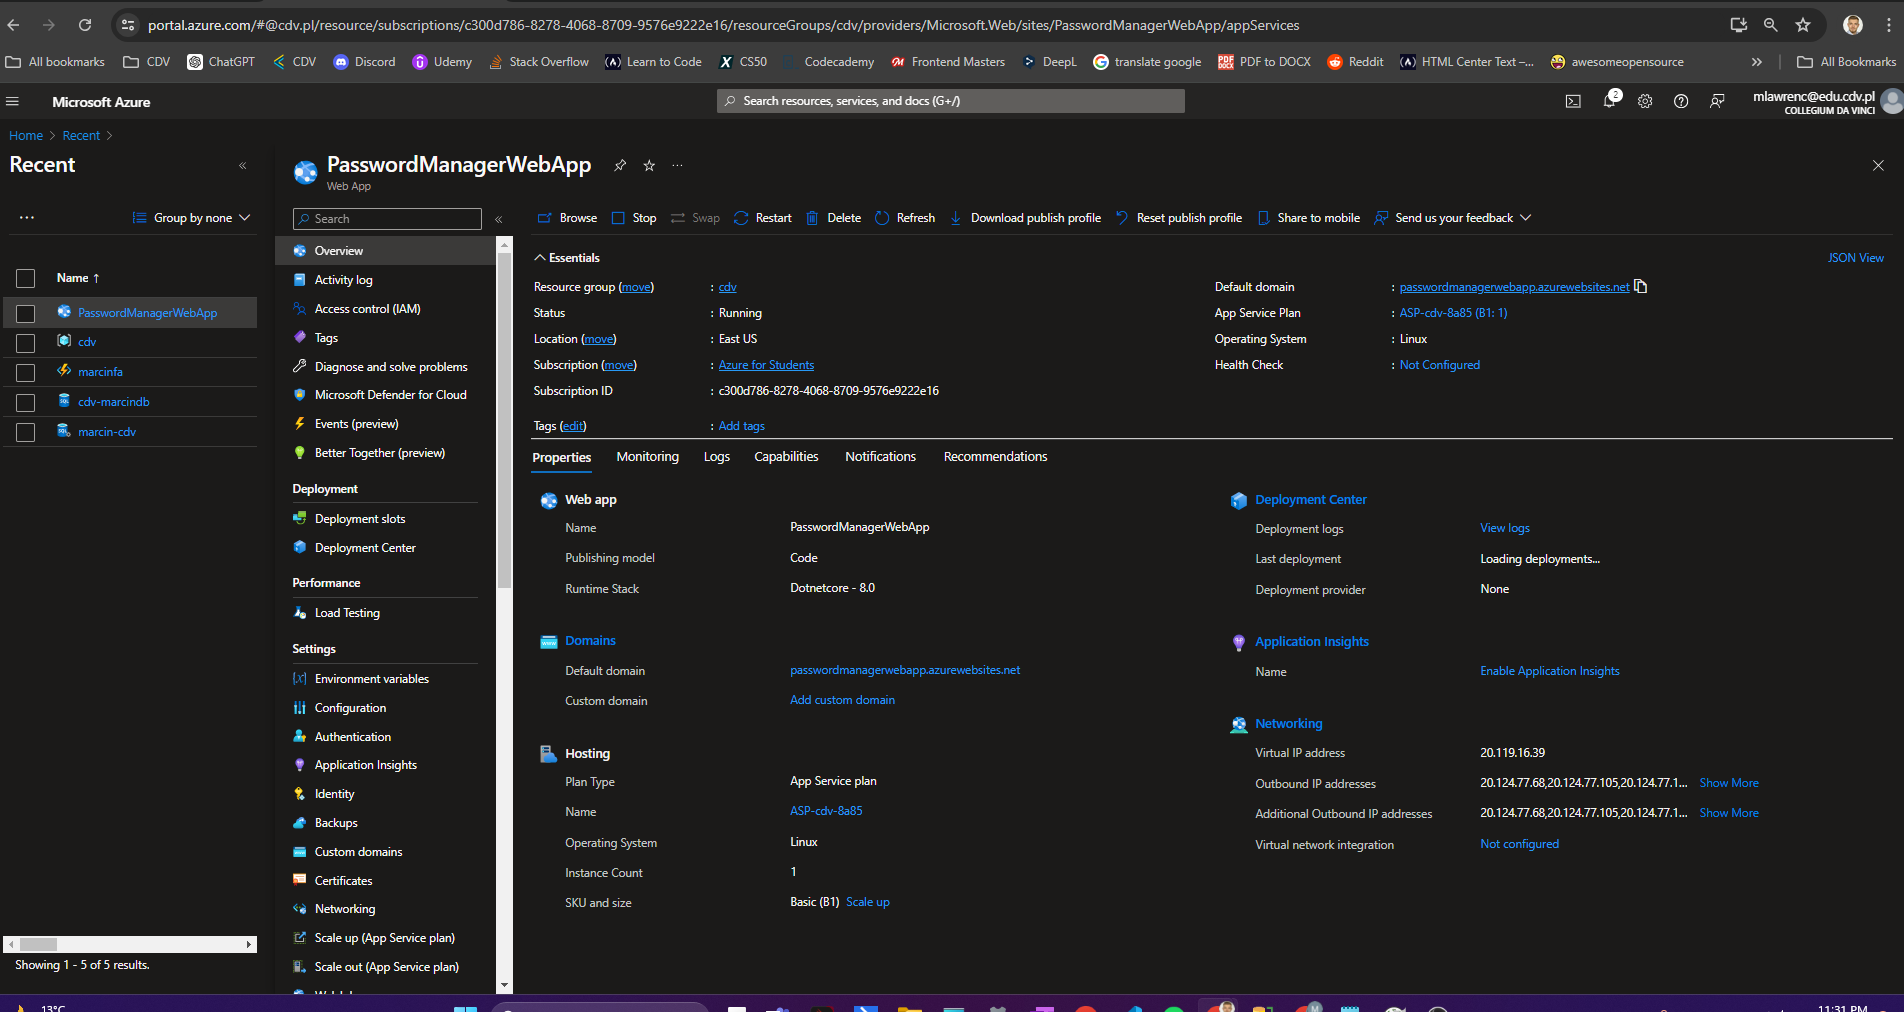 portal.azure.com/#@cdv.pl/resource/subscriptions/c300d786-8278-4068-8709-9576e9222e16/resourceGroups/cdv/providers/Microsoft.Web/sites/PasswordManagerWebApp/appServices
All bookmarks CDV ChatGPT CDV Discord Udemy Stack Overflow Learn to Code CS50 Codecademy Frontend Masters DeepL translate google PDF to DOCX Reddit HTML Center Text –... awesomeopensource » All Bookmarks
Microsoft Azure
Search resources, services, and docs (G+/)
2
mlawrenc@edu.cdv.pl
COLLEGIUM DA VINCI
Home > Recent >
Recent
«
...
Group by none
Name ↑
PasswordManagerWebApp
cdv
marcinfa
cdv-marcindb
marcin-cdv
Showing 1 - 5 of 5 results.
PasswordManagerWebApp
Web App
Search
«
Overview
Activity log
Access control (IAM)
Tags
Diagnose and solve problems
Microsoft Defender for Cloud
Events (preview)
Better Together (preview)
Deployment
Deployment slots
Deployment Center
Performance
Load Testing
Settings
Environment variables
Configuration
Authentication
Application Insights
Identity
Backups
Custom domains
Certificates
Networking
Scale up (App Service plan)
Scale out (App Service plan)
Browse Stop Swap Restart Delete Refresh Download publish profile Reset publish profile Share to mobile Send us your feedback
Essentials
JSON View
Resource group (move) : cdv
Status : Running
Location (move) : East US
Subscription (move) : Azure for Students
Subscription ID : c300d786-8278-4068-8709-9576e9222e16
Tags (edit) : Add tags
Default domain : passwordmanagerwebapp.azurewebsites.net
App Service Plan : ASP-cdv-8a85 (B1: 1)
Operating System : Linux
Health Check : Not Configured
Properties Monitoring Logs Capabilities Notifications Recommendations
Web app
Name PasswordManagerWebApp
Publishing model Code
Runtime Stack Dotnetcore - 8.0
Domains
Default domain passwordmanagerwebapp.azurewebsites.net
Custom domain Add custom domain
Hosting
Plan Type App Service plan
Name ASP-cdv-8a85
Operating System Linux
Instance Count 1
SKU and size Basic (B1) Scale up
Deployment Center
Deployment logs View logs
Last deployment Loading deployments...
Deployment provider None
Application Insights
Name Enable Application Insights
Networking
Virtual IP address 20.119.16.39
Outbound IP addresses 20.124.77.68,20.124.77.105,20.124.77.1... Show More
Additional Outbound IP addresses 20.124.77.68,20.124.77.105,20.124.77.1... Show More
Virtual network integration Not configured
13°C
11:31 PM